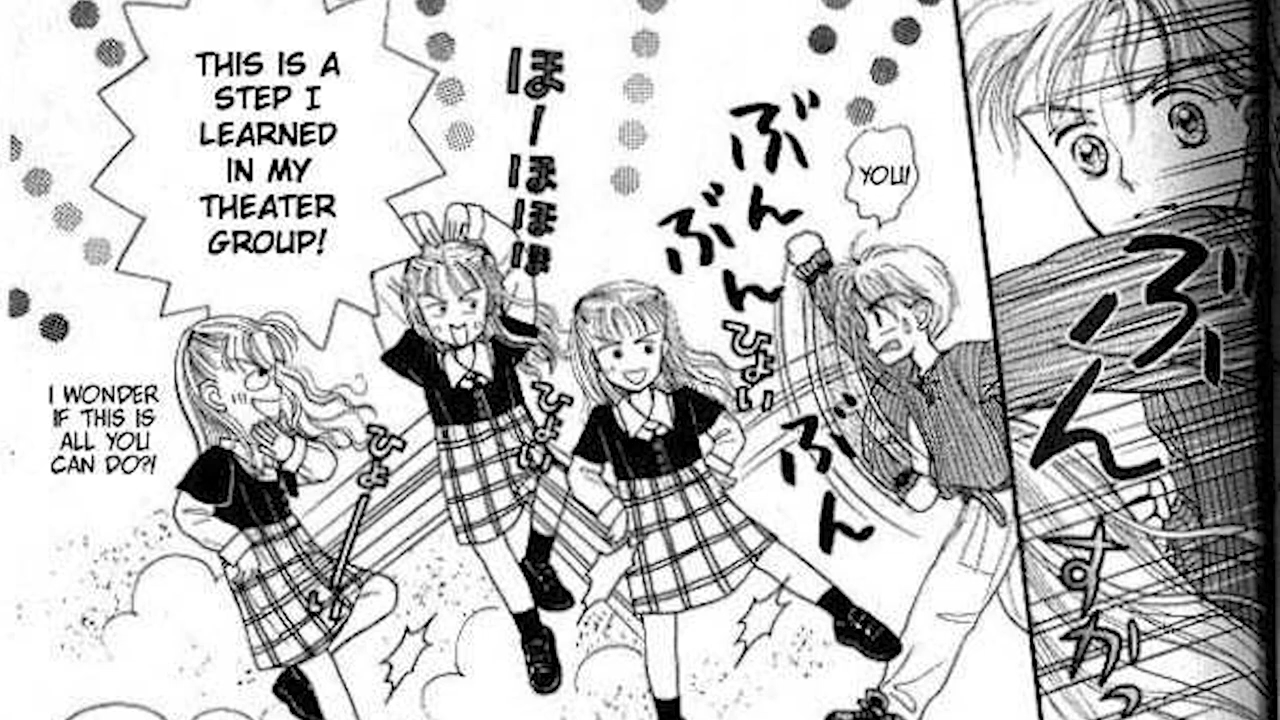 THIS IS A
STEP I
LEARNED
IN MY
THEATER
GROUP!
I WONDER
IF THIS IS
ALL YOU
CAN DO?!
ほーほほほ
ひょーい
ひょい
ひょい
ぶん
ぶん
ぶん
YOU!
ぶん
すかっ